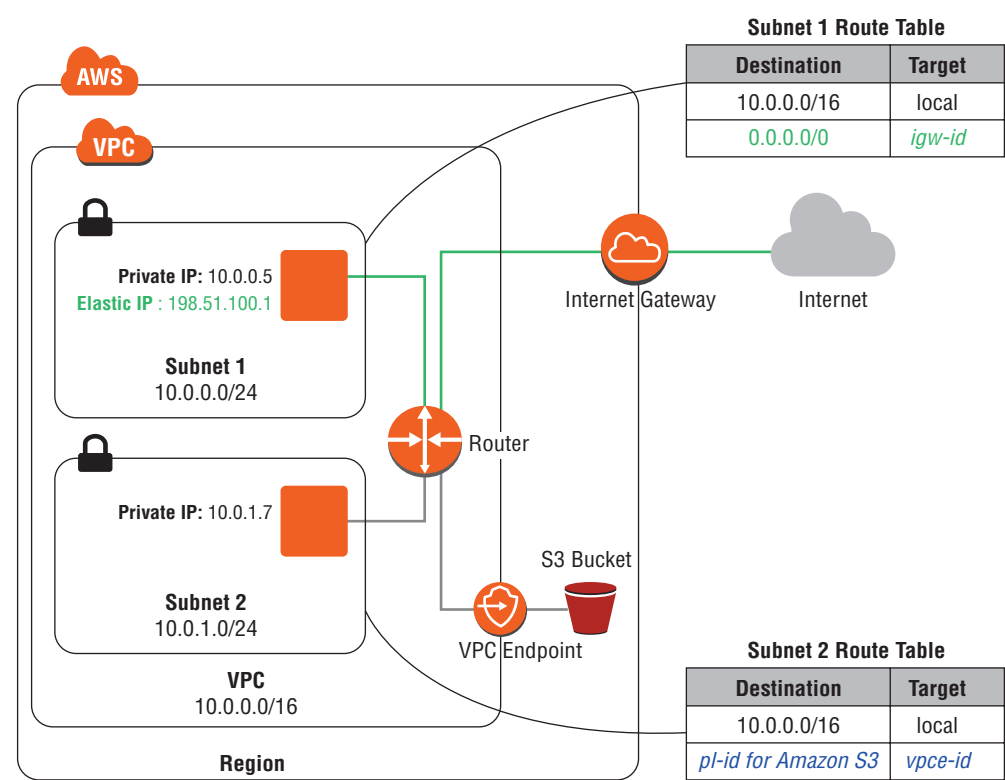 Subnet 1 Route Table
Destination Target
10.0.0.0/16 local
0.0.0.0/0 igw-id
AWS
VPC
Private IP: 10.0.0.5
Elastic IP : 198.51.100.1
Subnet 1
10.0.0.0/24
Internet Gateway
Internet
Router
Private IP: 10.0.1.7
Subnet 2
10.0.1.0/24
S3 Bucket
VPC Endpoint
VPC
10.0.0.0/16
Region
Subnet 2 Route Table
Destination Target
10.0.0.0/16 local
pl-id for Amazon S3 vpce-id